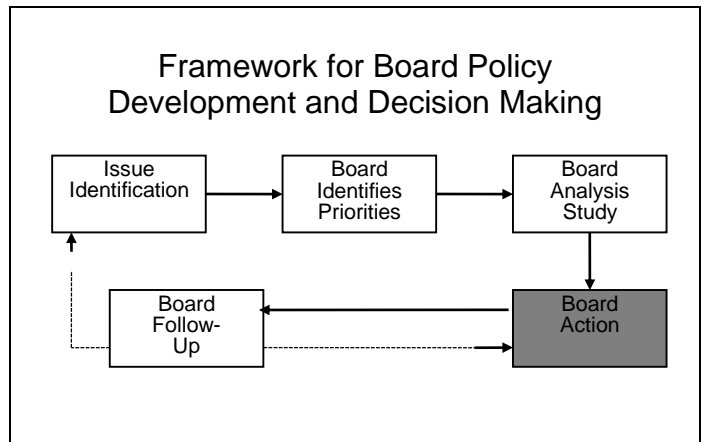 Framework for Board Policy
Development and Decision Making
Issue
Identification
Board
Identifies
Priorities
Board
Analysis
Study
Board
Follow-
Up
Board
Action